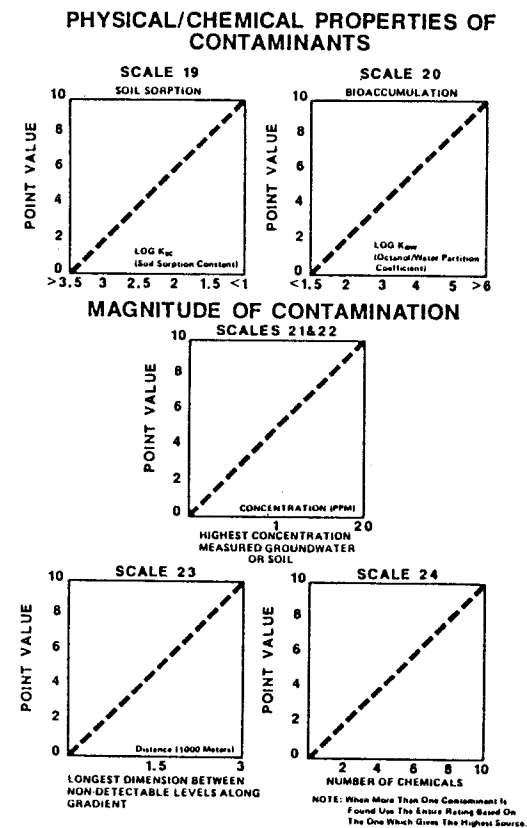 PHYSICAL/CHEMICAL PROPERTIES OF
CONTAMINANTS
SCALE 19
SOIL SORPTION
POINT VALUE
10
8
6
4
2
0
LOG Koc
(Soil Sorption Constant)
>3.5 3 2.5 2 1.5 <1
SCALE 20
BIOACCUMULATION
POINT VALUE
10
8
6
4
2
0
LOG Kow
(Octanol/Water Partition
Coefficient)
<1.5 2 3 4 5 >6
MAGNITUDE OF CONTAMINATION
SCALES 21&22
POINT VALUE
10
8
6
4
2
0
CONCENTRATION (PPM)
1 20
HIGHEST CONCENTRATION
MEASURED GROUNDWATER
OR SOIL
SCALE 23
POINT VALUE
10
8
6
4
2
0
Distance (1000 Meters)
1.5 3
LONGEST DIMENSION BETWEEN
NON-DETECTABLE LEVELS ALONG
GRADIENT
SCALE 24
POINT VALUE
10
8
6
4
2
0
2 4 6 8 10
NUMBER OF CHEMICALS
NOTE: When More Than One Contaminant Is
Found Use The Entire Rating Based On
The One Which Gives The Highest Source.